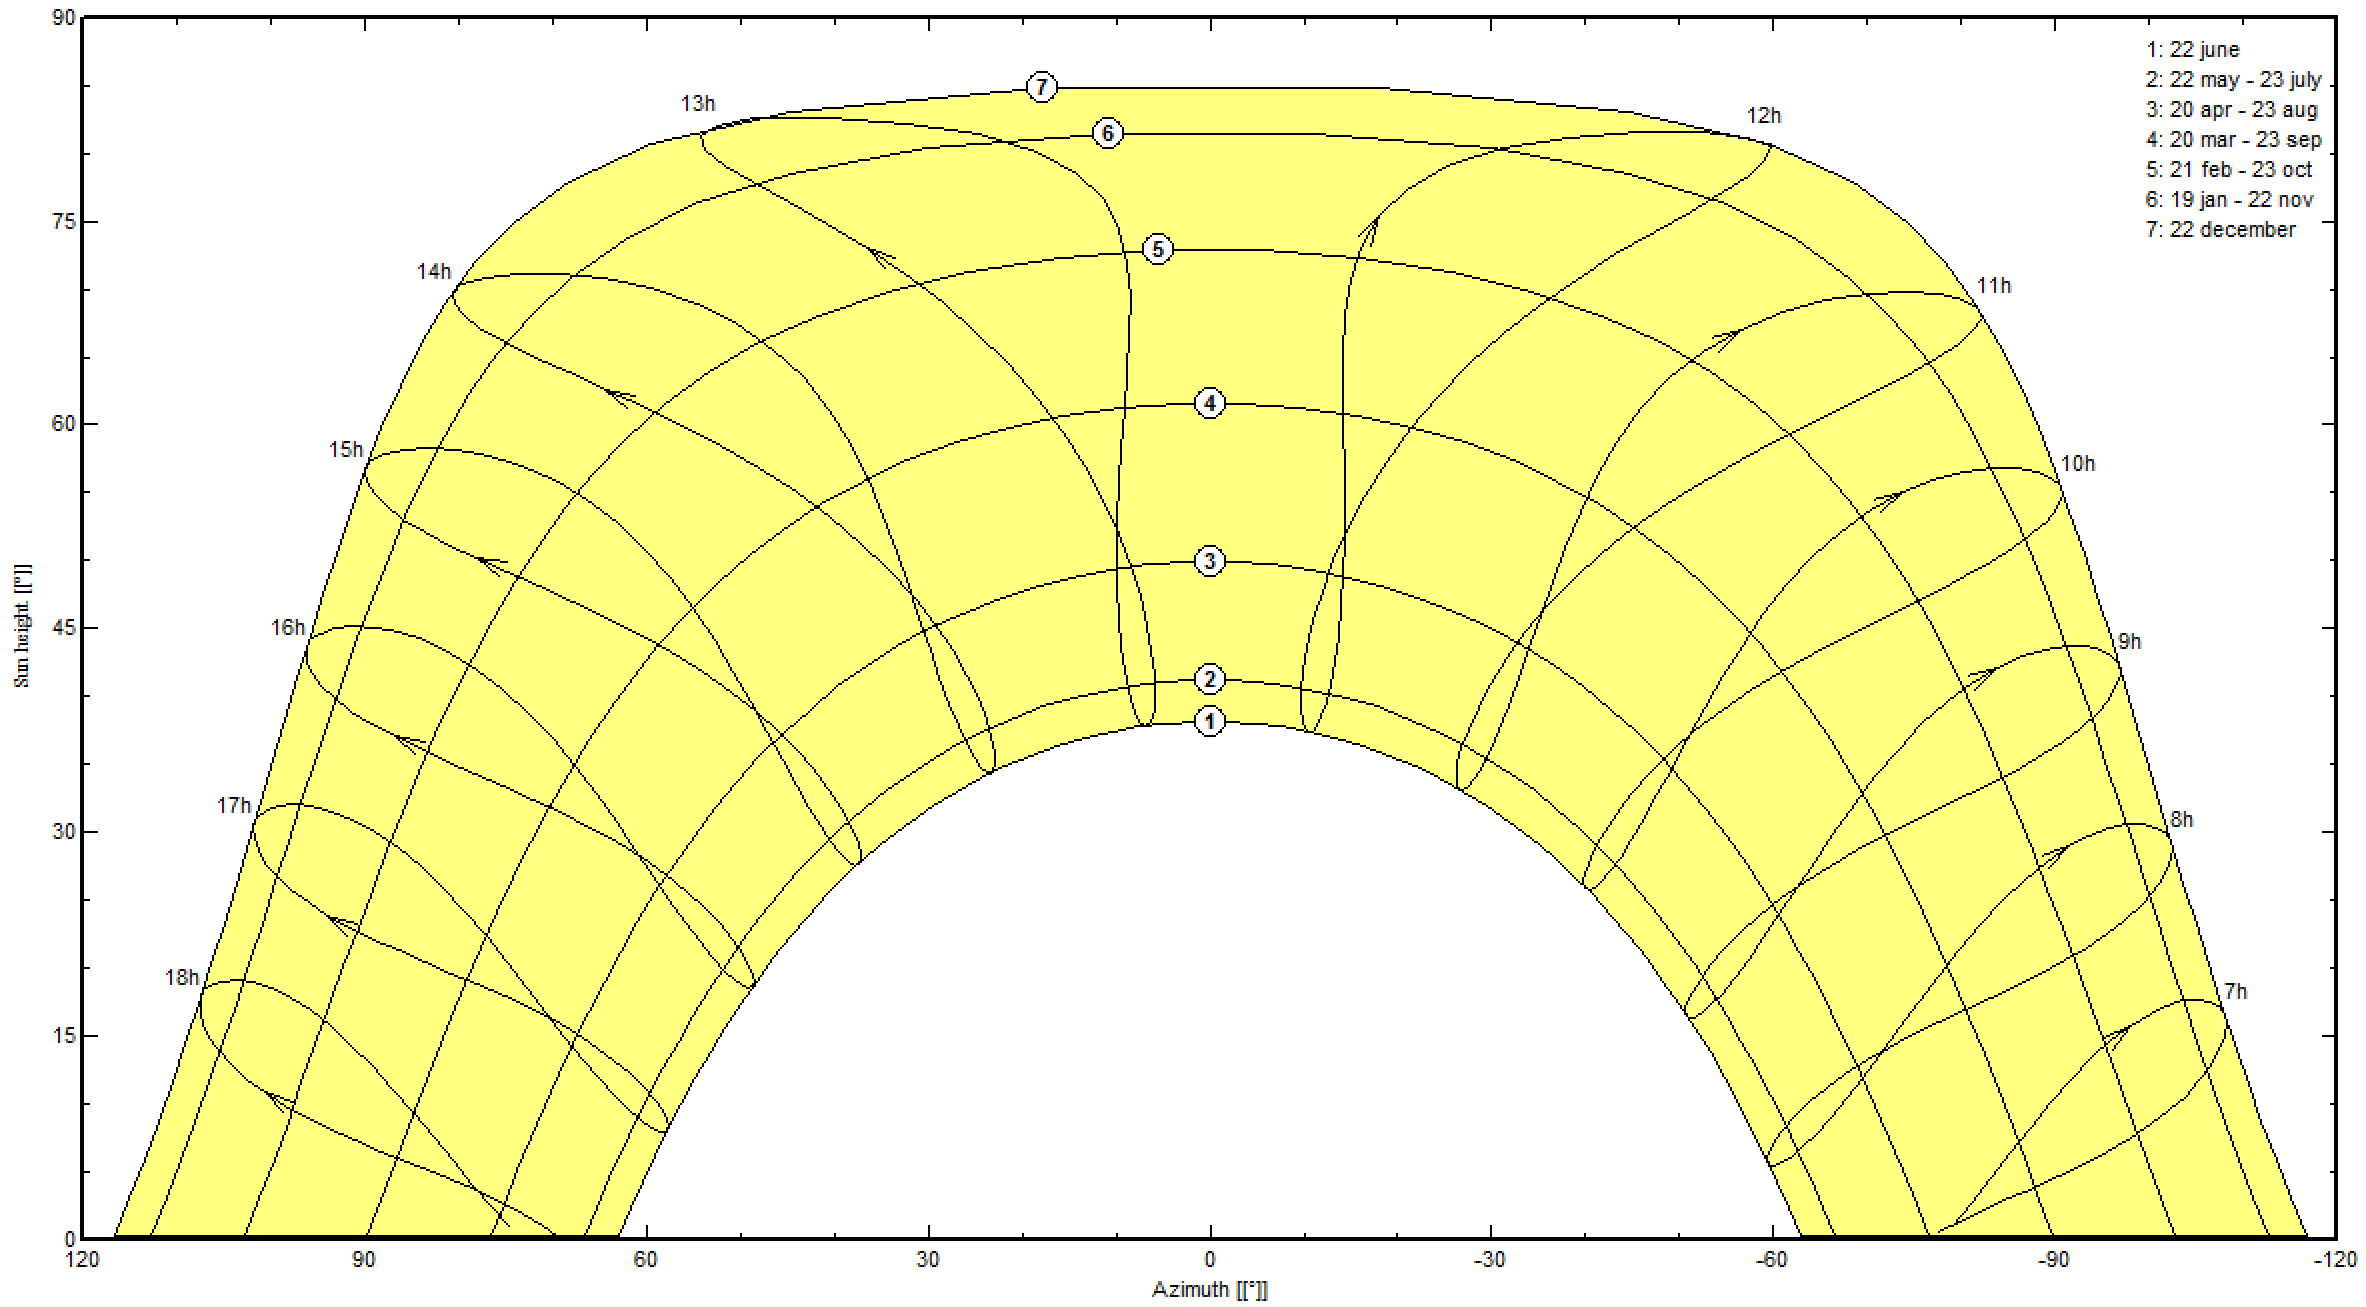 90
7
13h
12h
1: 22 june
2: 22 may - 23 july
3: 20 apr - 23 aug
4: 20 mar - 23 sep
5: 21 feb - 23 oct
6: 19 jan - 22 nov
7: 22 december
6
75
5
14h
11h
60
4
15h
10h
3
45
16h
9h
Sun height [[°]]
2
1
30
17h
8h
18h
7h
15
0
120 90 60 30 0 -30 -60 -90 -120
Azimuth [[°]]